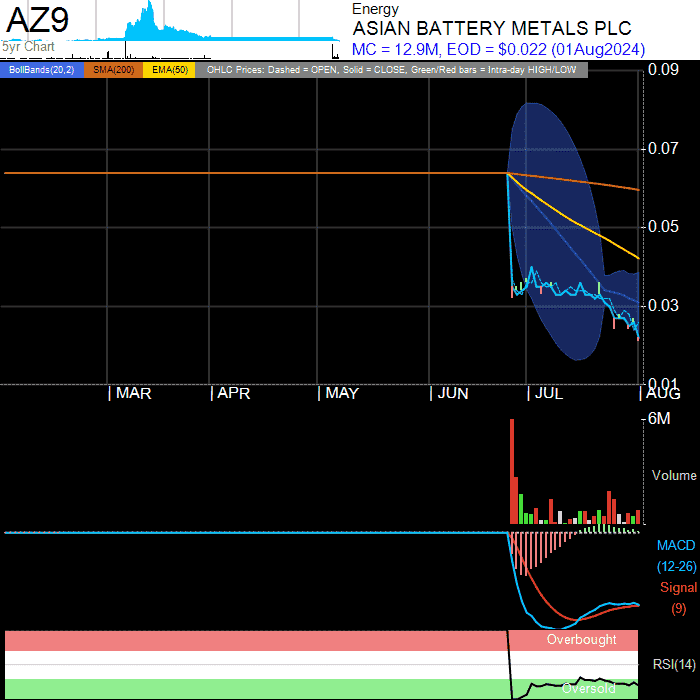 AZ9
5yr Chart
Energy
ASIAN BATTERY METALS PLC
MC = 12.9M, EOD = $0.022 (01Aug2024)
BollBands(20,2) SMA(200) EMA(50) OHLC Prices: Dashed = OPEN, Solid = CLOSE, Green/Red bars = Intra-day HIGH/LOW
0.09
0.07
0.05
0.03
0.01
MAR APR MAY JUN JUL AUG
6M
Volume
MACD
(12-26)
Signal
(9)
Overbought
RSI(14)
Oversold